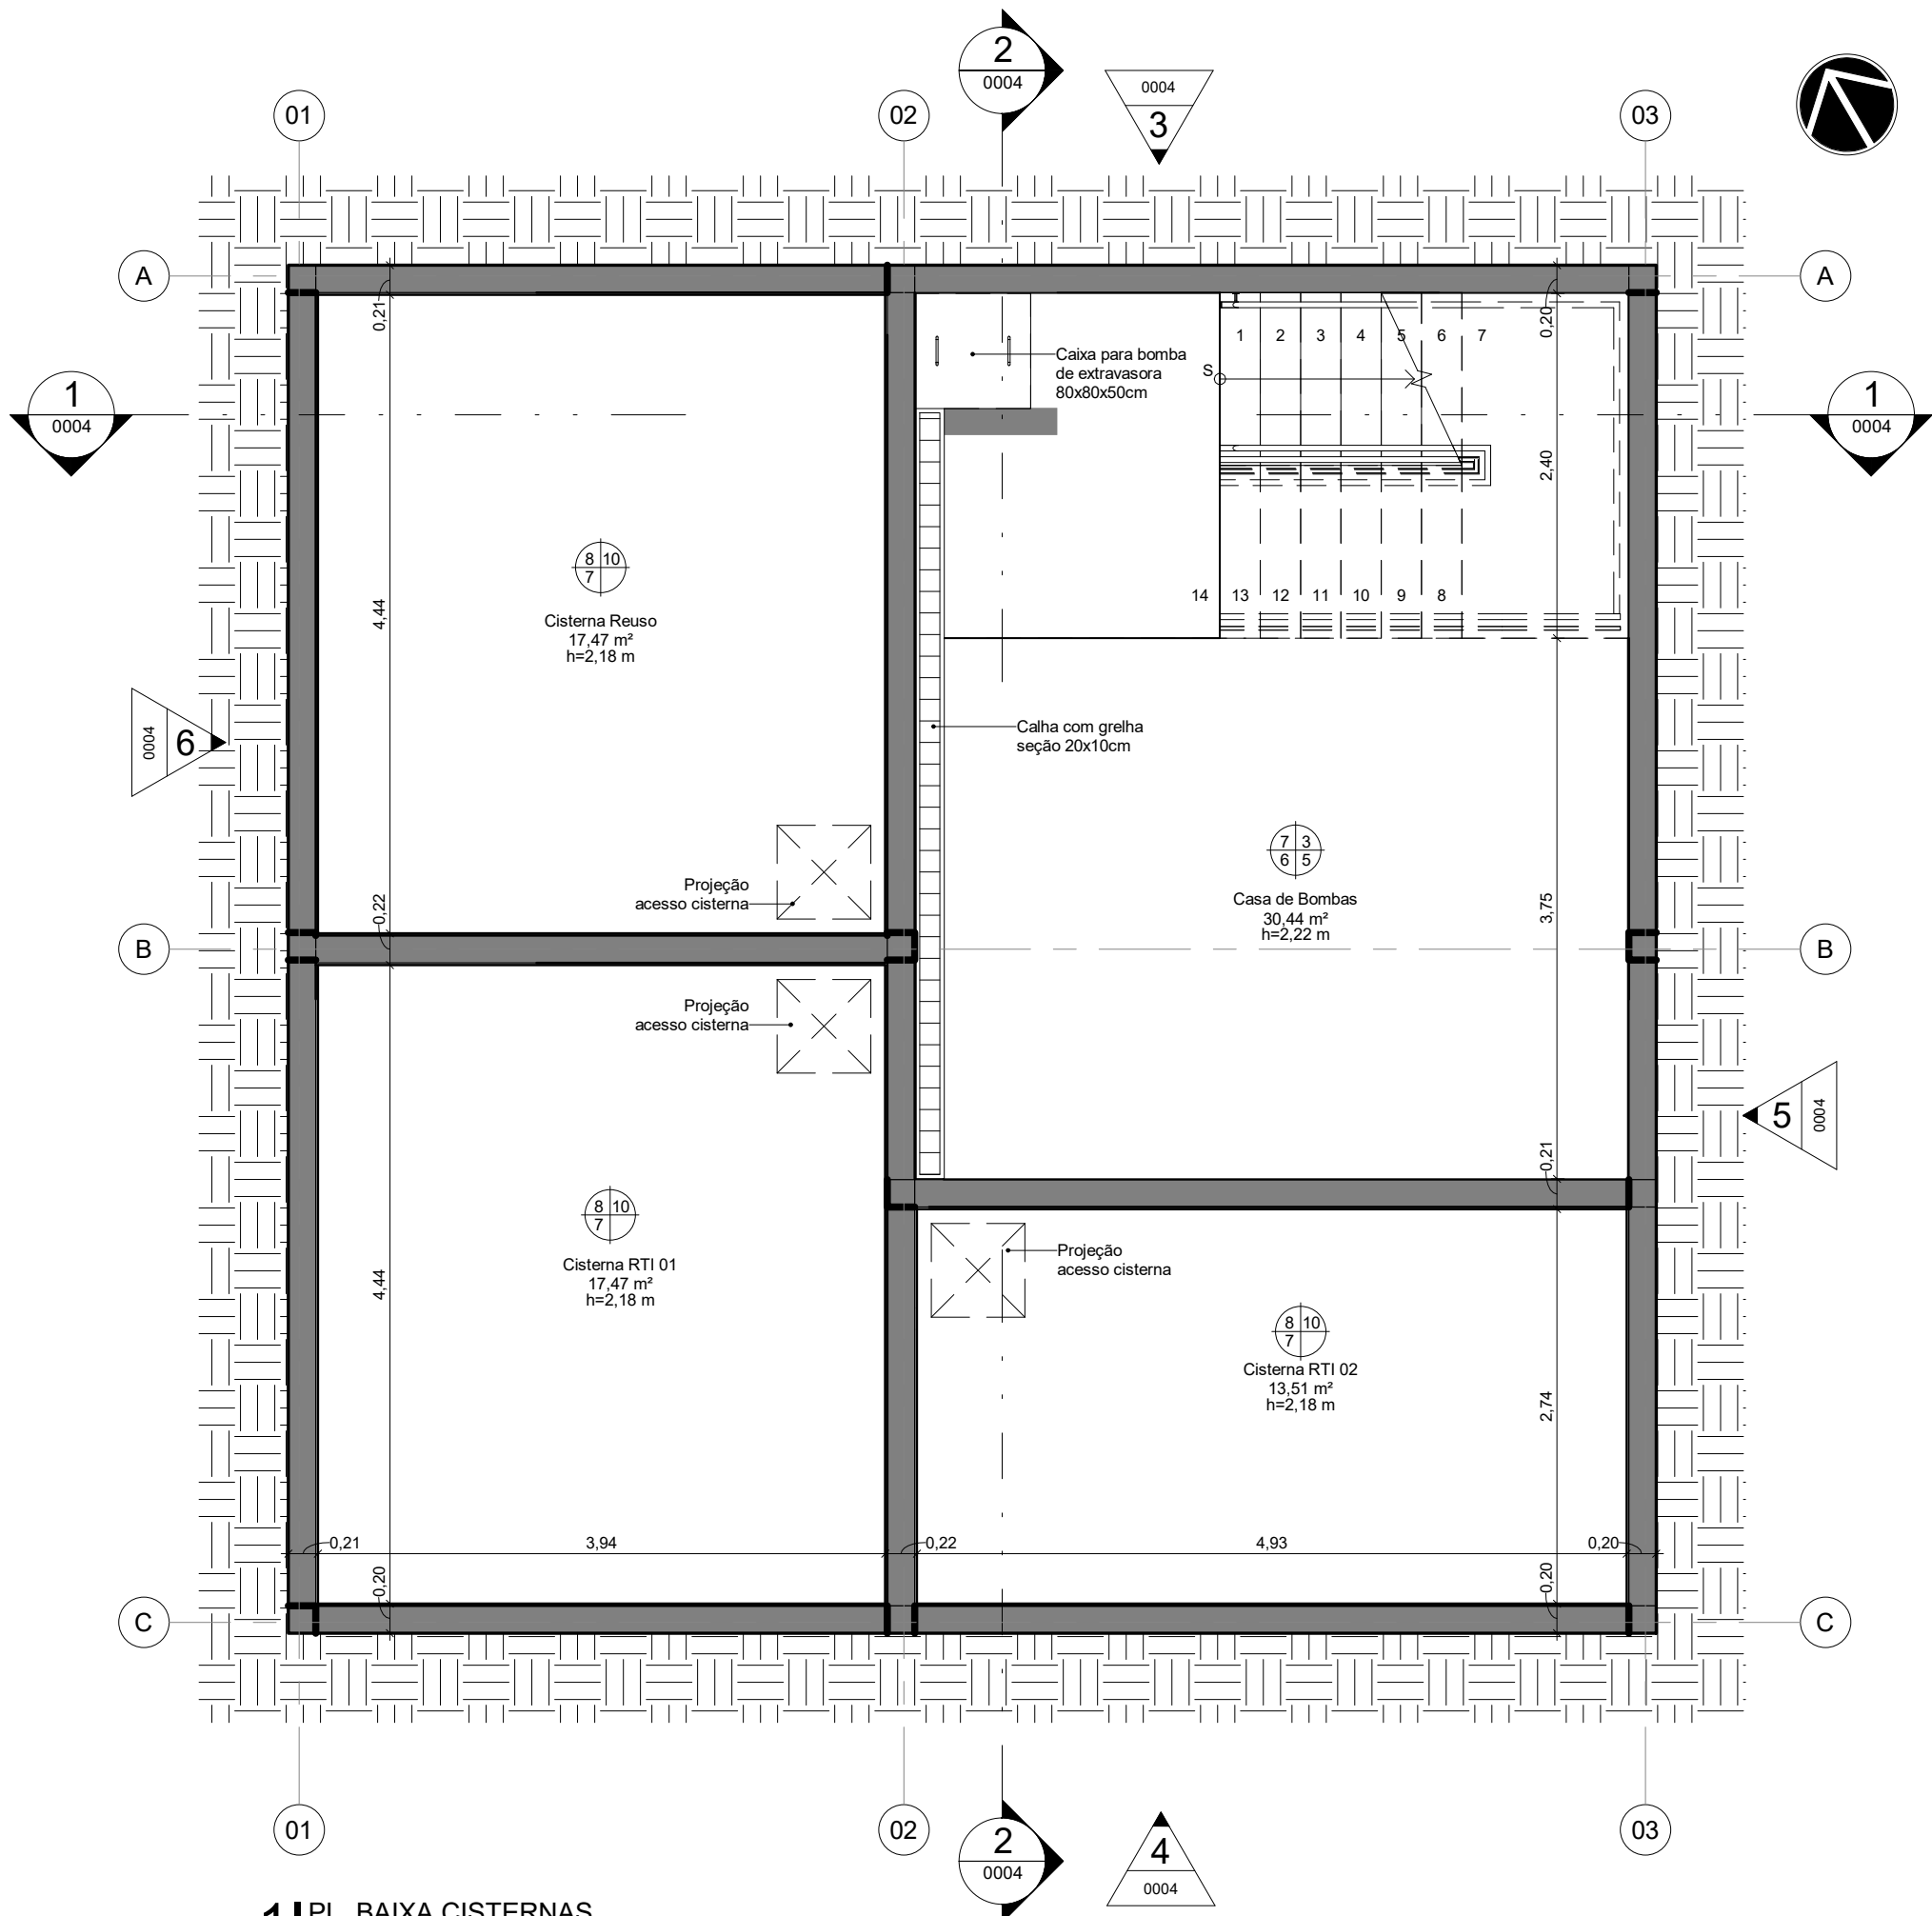 2
0004
0004
3
01
02
03
A
A
0,21
0,20
1
2
3
4
5
6
7
Caixa para bomba
de extravasora
80x80x50cm
S
1
0004
1
0004
2,40
8 10
7
Cisterna Reuso
17,47 m²
h=2,18 m
4,44
14
13
12
11
10
9
8
0004
6
Calha com grelha
seção 20x10cm
7 3
6 5
Casa de Bombas
30,44 m²
h=2,22 m
3,75
Projeção
acesso cisterna
0,22
B
B
Projeção
acesso cisterna
5
0004
0,21
8 10
7
Cisterna RTI 01
17,47 m²
h=2,18 m
4,44
Projeção
acesso cisterna
8 10
7
Cisterna RTI 02
13,51 m²
h=2,18 m
2,74
0,21
3,94
0,22
4,93
0,20
0,20
0,20
C
C
01
02
03
2
0004
4
0004
1 PL. BAIXA CISTERNAS